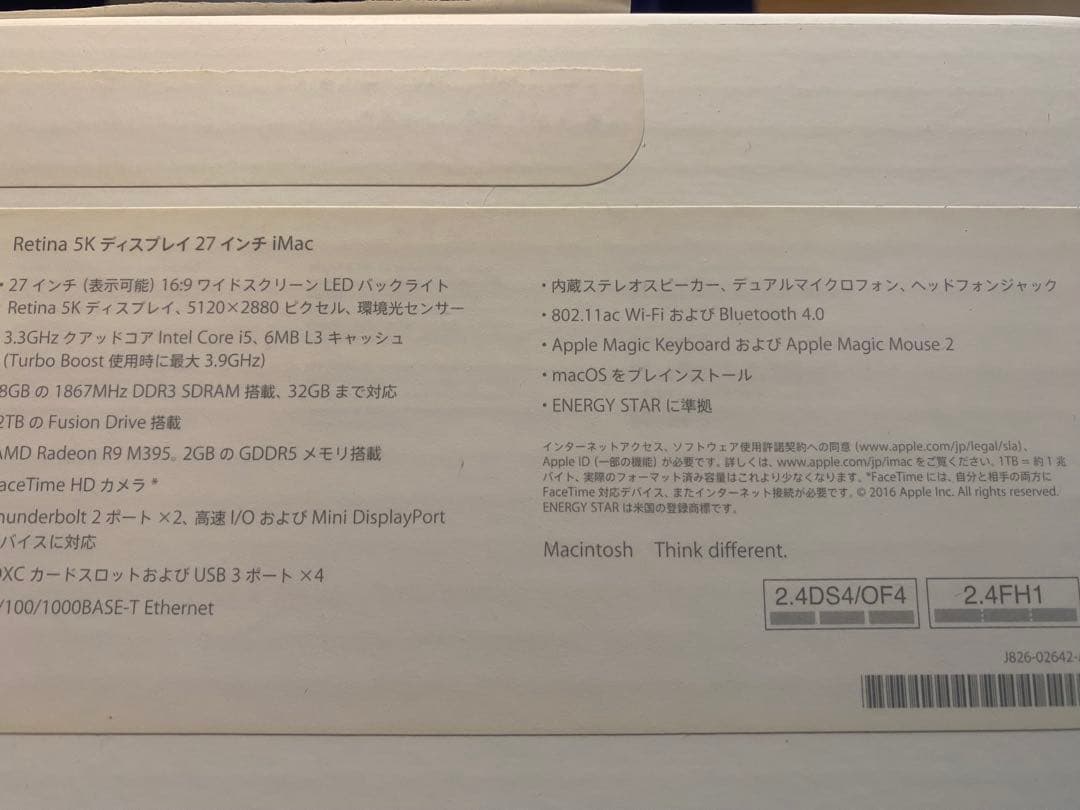 Retina 5K ディスプレイ 27 インチ iMac
• 27 インチ (表示可能) 16:9 ワイドスクリーン LED バックライト
Retina 5K ディスプレイ、5120×2880 ピクセル、環境光センサー
3.3GHz クアッドコア Intel Core i5、6MB L3 キャッシュ
(Turbo Boost 使用時に最大 3.9GHz)
8GB の 1867MHz DDR3 SDRAM 搭載、32GB まで対応
2TB の Fusion Drive 搭載
AMD Radeon R9 M395。2GB の GDDR5 メモリ搭載
aceTime HD カメラ *
hunderbolt 2 ポート ×2、高速 I/O および Mini DisplayPort
バイスに対応
XC カードスロットおよび USB 3 ポート ×4
/100/1000BASE-T Ethernet
• 内蔵ステレオスピーカー、デュアルマイクロフォン、ヘッドフォンジャック
• 802.11ac Wi-Fi および Bluetooth 4.0
• Apple Magic Keyboard および Apple Magic Mouse 2
• macOS をプレインストール
• ENERGY STAR に準拠
インターネットアクセス、ソフトウェア使用許諾契約への同意 (www.apple.com/jp/legal/sla)、
Apple ID (一部の機能) が必要です。詳しくは、www.apple.com/jp/imac をご覧ください。1TB = 約 1 兆
バイト、実際のフォーマット済み容量はこれより少なくなります。*FaceTime には、自分と相手の両方に
FaceTime 対応デバイス、またインターネット接続が必要です。© 2016 Apple Inc. All rights reserved.
ENERGY STAR は米国の登録商標です。
Macintosh Think different.
2.4DS4/OF4
2.4FH1
J826-02642-